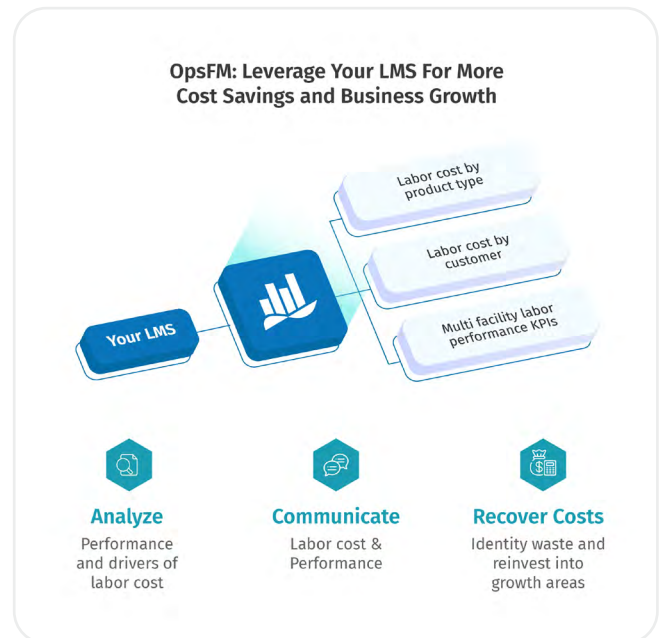 OpsFM: Leverage Your LMS For More
Cost Savings and Business Growth
Labor cost by
product type
Labor cost by
customer
Multi facility labor
performance KPIs
Your LMS
Analyze
Performance
and drivers of
labor cost
Communicate
Labor cost &
Performance
Recover Costs
Identity waste and
reinvest into
growth areas